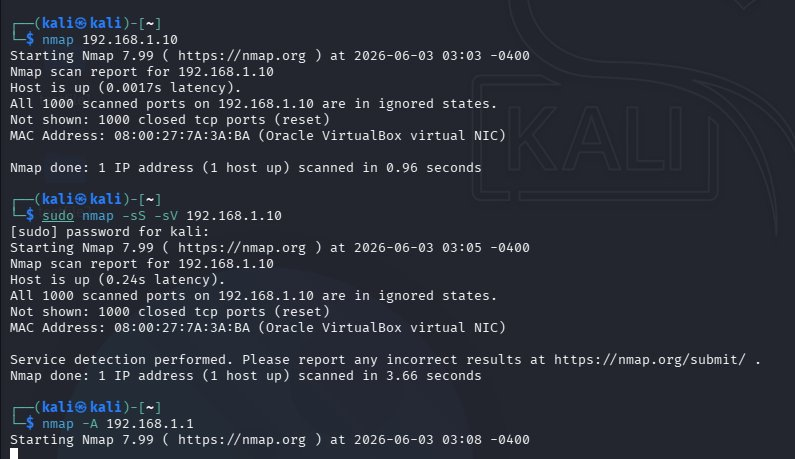 ┌──(kali㉿kali)-[~]
└─$ nmap 192.168.1.10
Starting Nmap 7.99 ( https://nmap.org ) at 2026-06-03 03:03 -0400
Nmap scan report for 192.168.1.10
Host is up (0.0017s latency).
All 1000 scanned ports on 192.168.1.10 are in ignored states.
Not shown: 1000 closed tcp ports (reset)
MAC Address: 08:00:27:7A:3A:BA (Oracle VirtualBox virtual NIC)

Nmap done: 1 IP address (1 host up) scanned in 0.96 seconds

┌──(kali㉿kali)-[~]
└─$ sudo nmap -sS -sV 192.168.1.10
[sudo] password for kali:
Starting Nmap 7.99 ( https://nmap.org ) at 2026-06-03 03:05 -0400
Nmap scan report for 192.168.1.10
Host is up (0.24s latency).
All 1000 scanned ports on 192.168.1.10 are in ignored states.
Not shown: 1000 closed tcp ports (reset)
MAC Address: 08:00:27:7A:3A:BA (Oracle VirtualBox virtual NIC)

Service detection performed. Please report any incorrect results at https://nmap.org/submit/ .
Nmap done: 1 IP address (1 host up) scanned in 3.66 seconds

┌──(kali㉿kali)-[~]
└─$ nmap -A 192.168.1.1
Starting Nmap 7.99 ( https://nmap.org ) at 2026-06-03 03:08 -0400
KALI